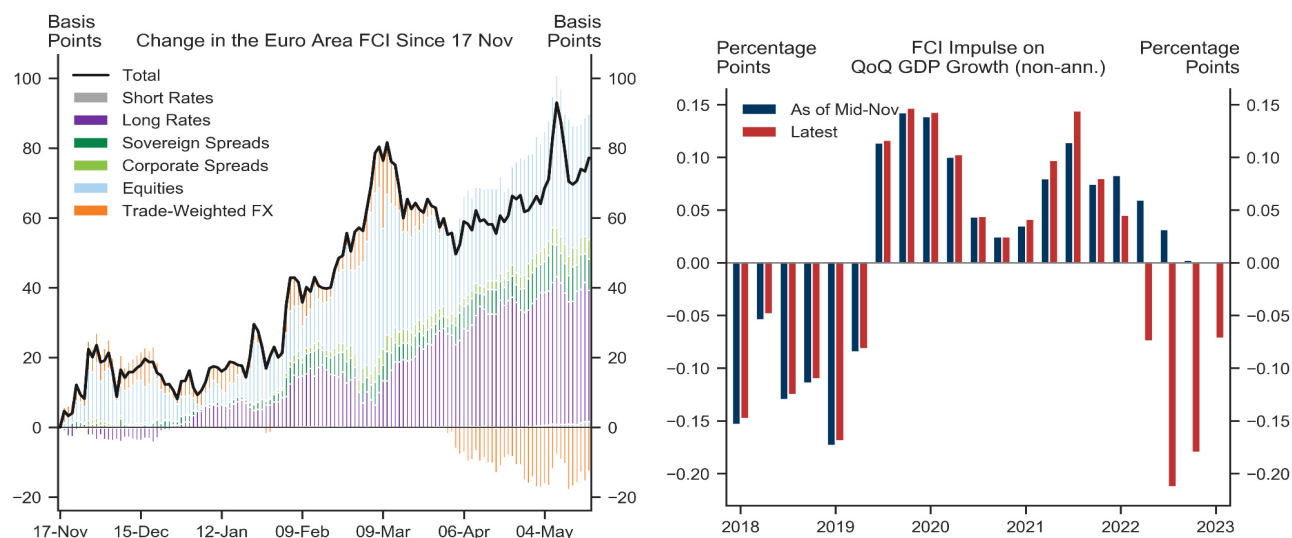 Basis
Points
Change in the Euro Area FCI Since 17 Nov
Basis
Points
100
80
60
40
20
0
−20
Total
Short Rates
Long Rates
Sovereign Spreads
Corporate Spreads
Equities
Trade-Weighted FX
100
80
60
40
20
0
−20
17-Nov 15-Dec 12-Jan 09-Feb 09-Mar 06-Apr 04-May
Percentage
Points
FCI Impulse on
QoQ GDP Growth (non-ann.)
Percentage
Points
0.15
0.10
0.05
0.00
−0.05
−0.10
−0.15
−0.20
As of Mid-Nov
Latest
0.15
0.10
0.05
0.00
−0.05
−0.10
−0.15
−0.20
2018 2019 2020 2021 2022 2023